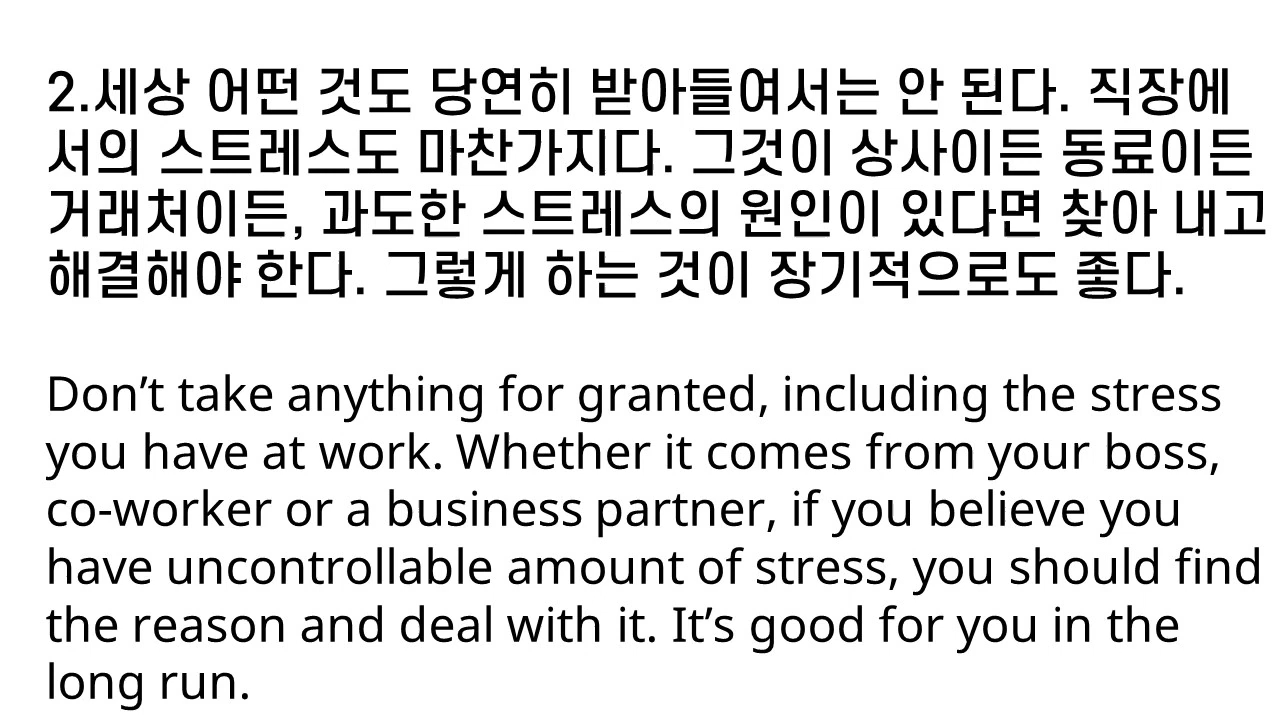 2.세상 어떤 것도 당연히 받아들여서는 안 된다. 직장에
서의 스트레스도 마찬가지다. 그것이 상사이든 동료이든
거래처이든, 과도한 스트레스의 원인이 있다면 찾아 내고
해결해야 한다. 그렇게 하는 것이 장기적으로도 좋다.
Don’t take anything for granted, including the stress
you have at work. Whether it comes from your boss,
co-worker or a business partner, if you believe you
have uncontrollable amount of stress, you should find
the reason and deal with it. It’s good for you in the
long run.